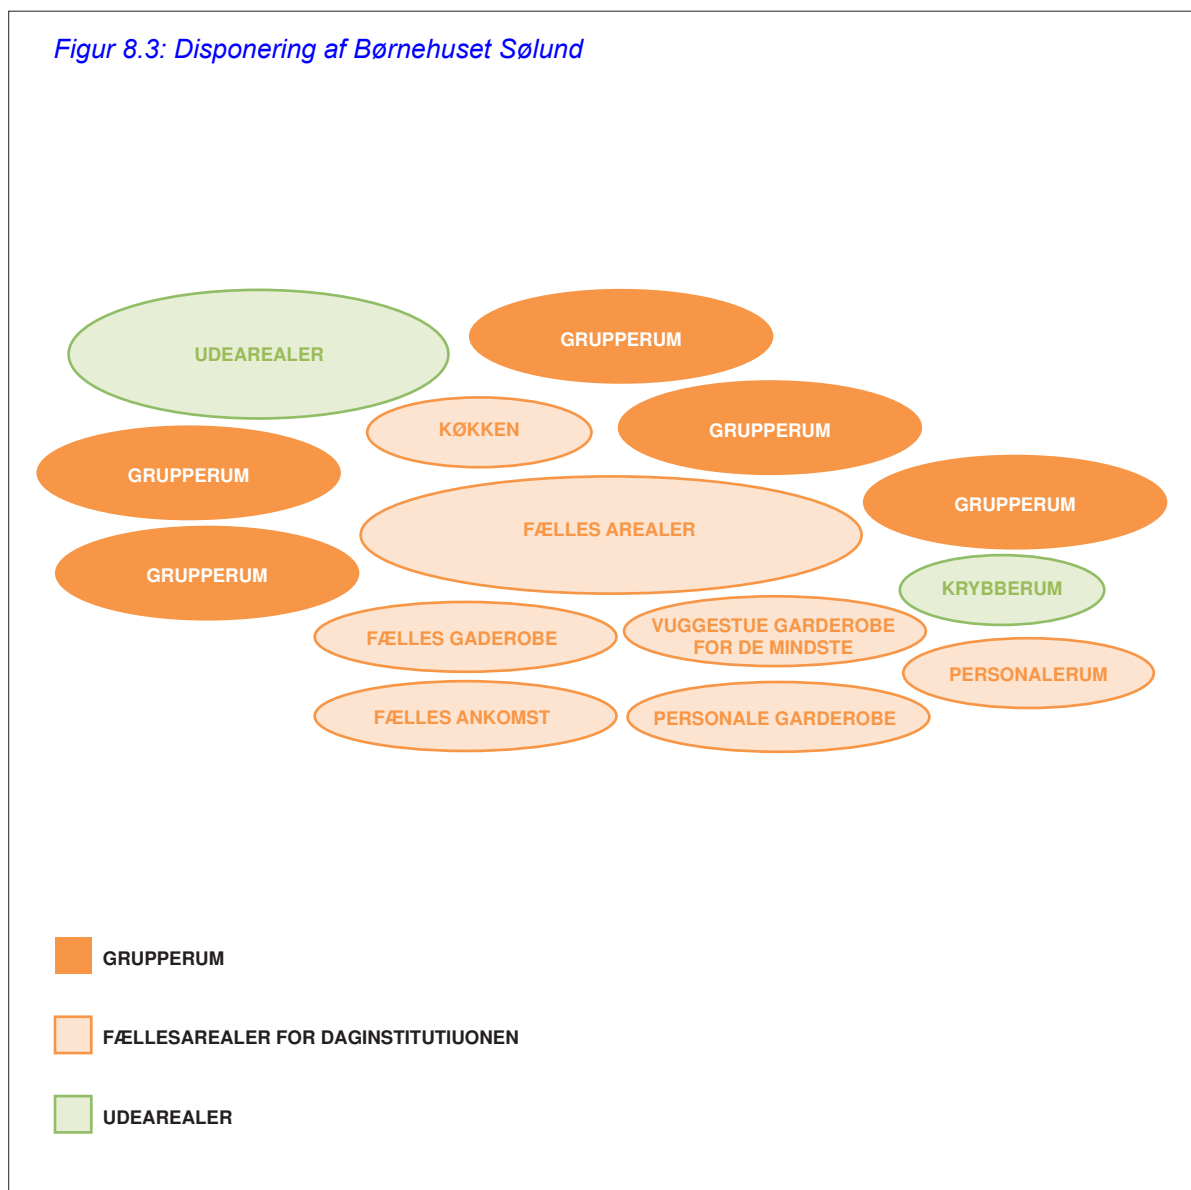 Figur 8.3: Disponering af Børnehuset Sølund
UDEAREALER
GRUPPERUM
KØKKEN
GRUPPERUM
GRUPPERUM
GRUPPERUM
FÆLLES AREALER
GRUPPERUM
KRYBBERUM
FÆLLES GADEROBE
VUGGESTUE GARDEROBE
FOR DE MINDSTE
PERSONALERUM
FÆLLES ANKOMST
PERSONALE GARDEROBE
GRUPPERUM
FÆLLESAREALER FOR DAGINSTITUTIUONEN
UDEAREALER